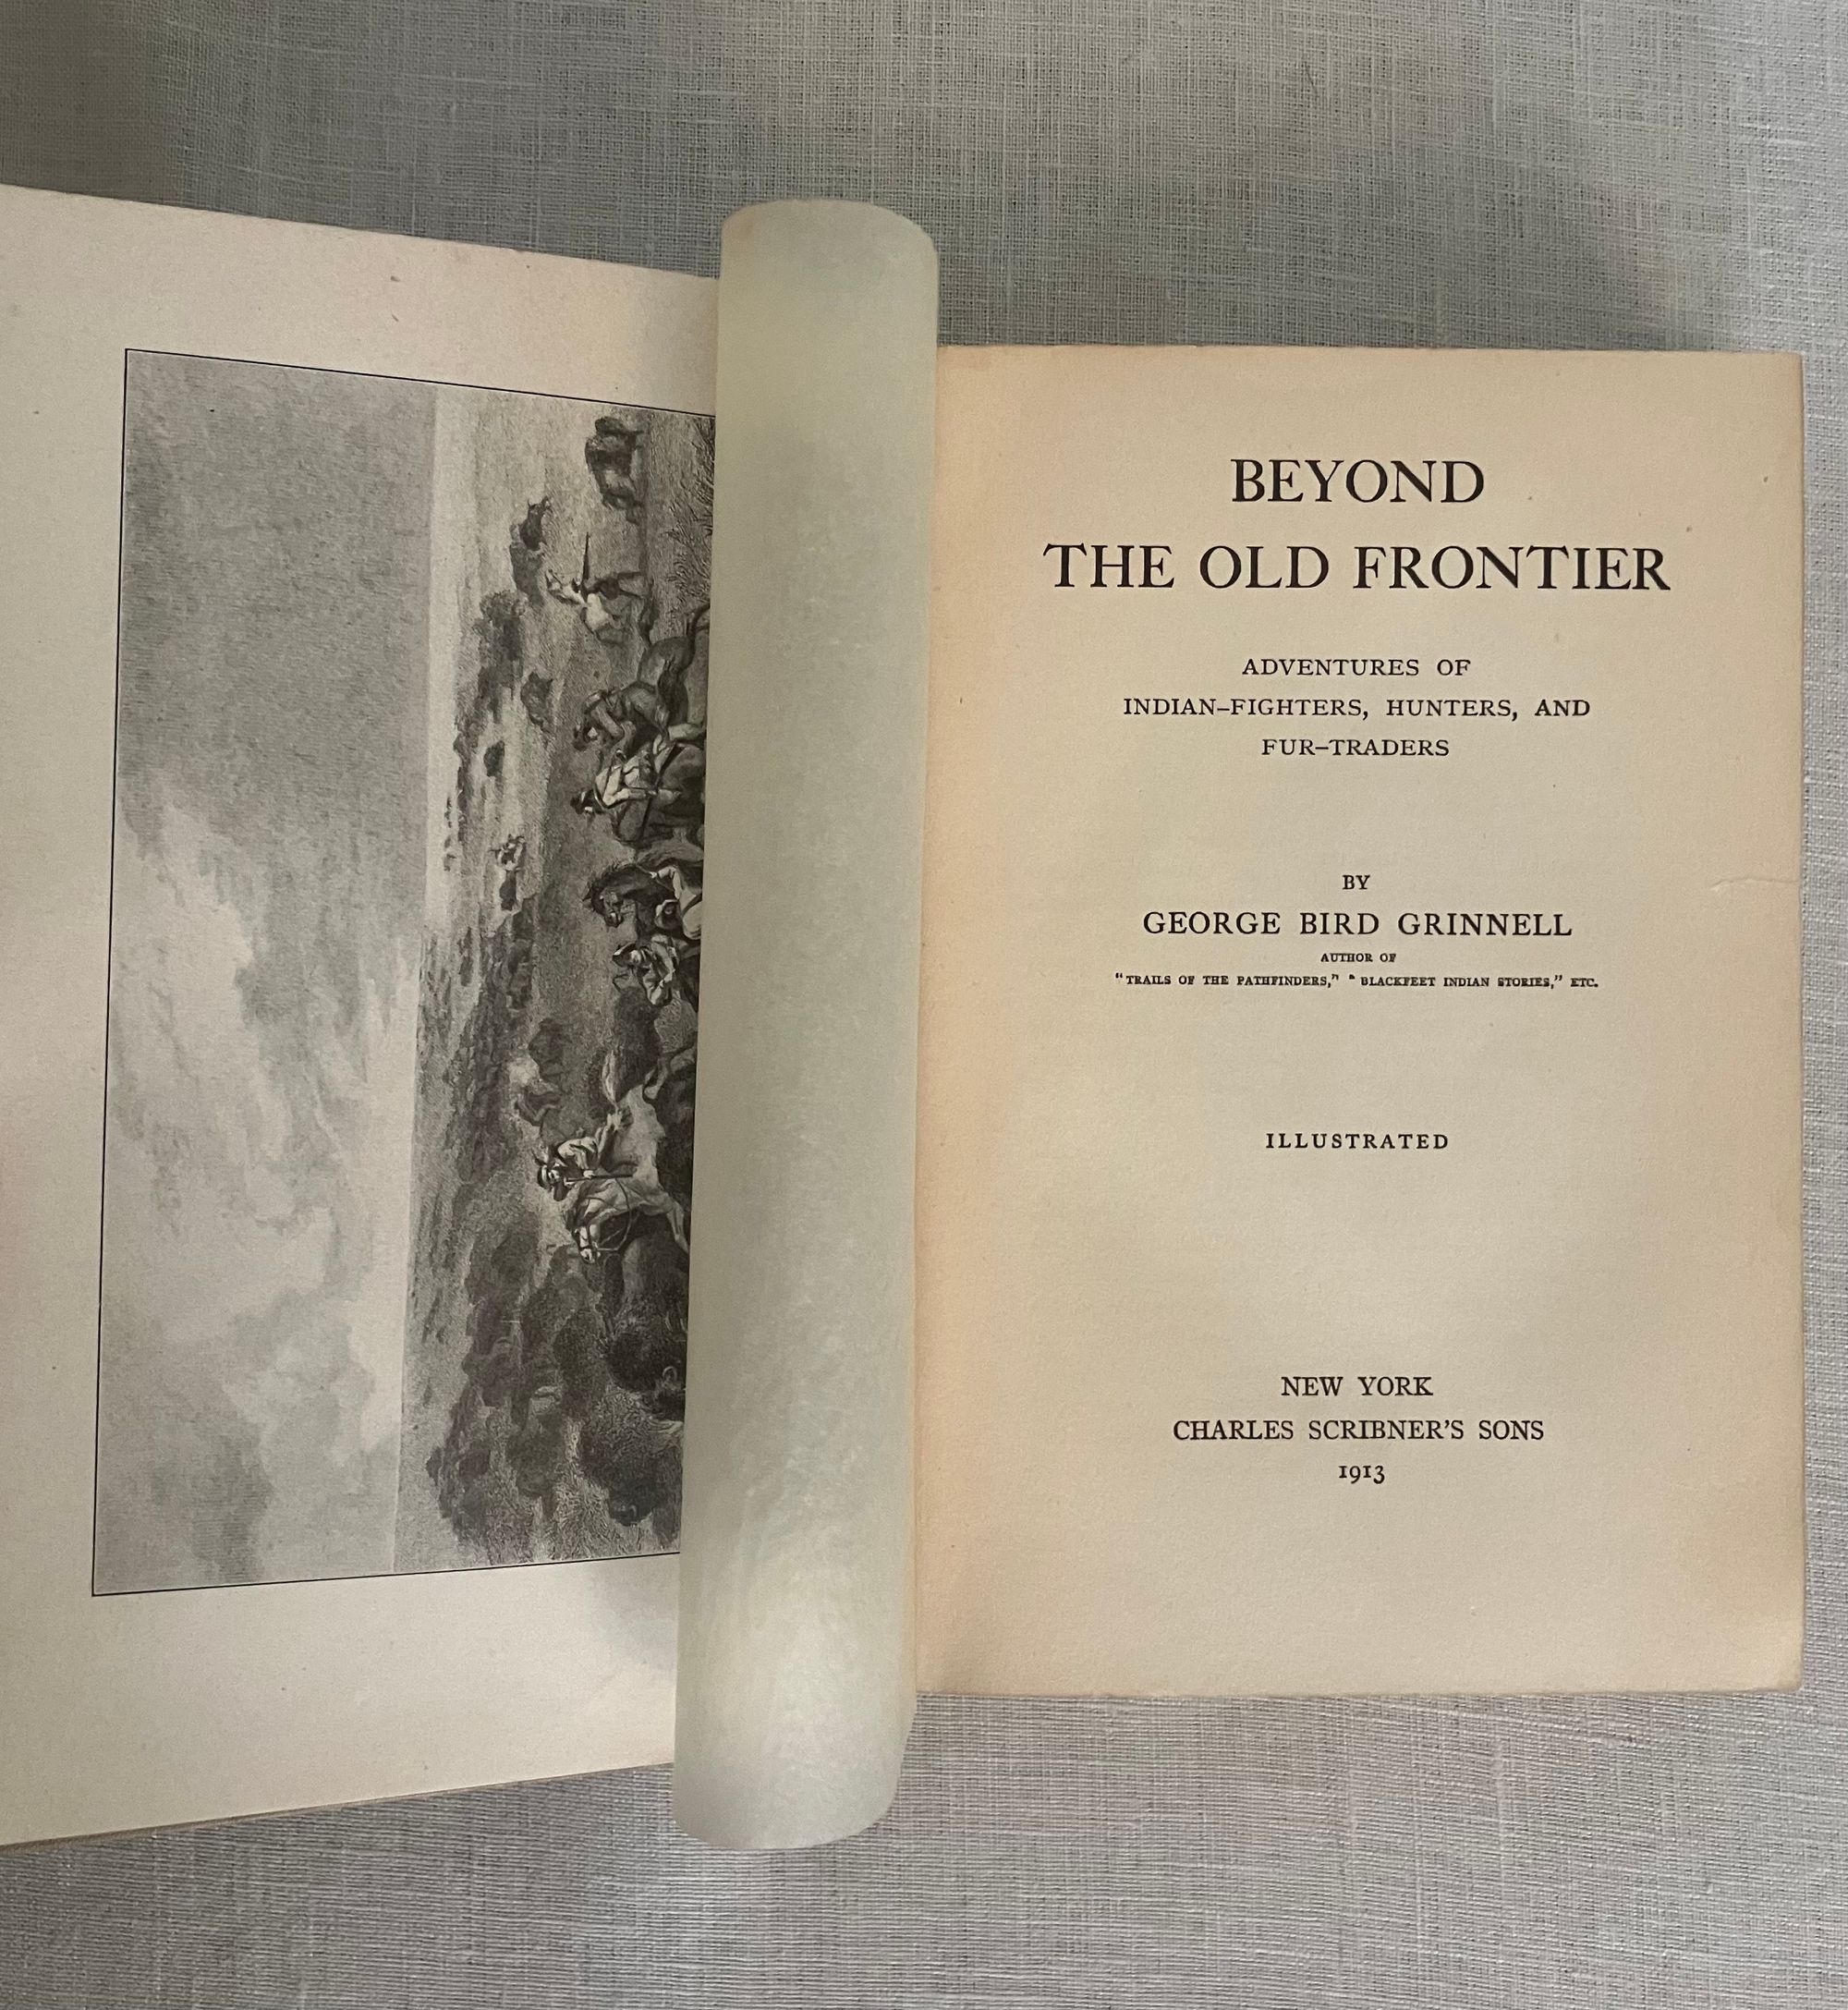 BEYOND
THE OLD FRONTIER
ADVENTURES OF
INDIAN–FIGHTERS, HUNTERS, AND
FUR–TRADERS
BY
GEORGE BIRD GRINNELL
AUTHOR OF
“TRAILS OF THE PATHFINDERS,” “BLACKFEET INDIAN STORIES,” ETC.
ILLUSTRATED
NEW YORK
CHARLES SCRIBNER’S SONS
1913